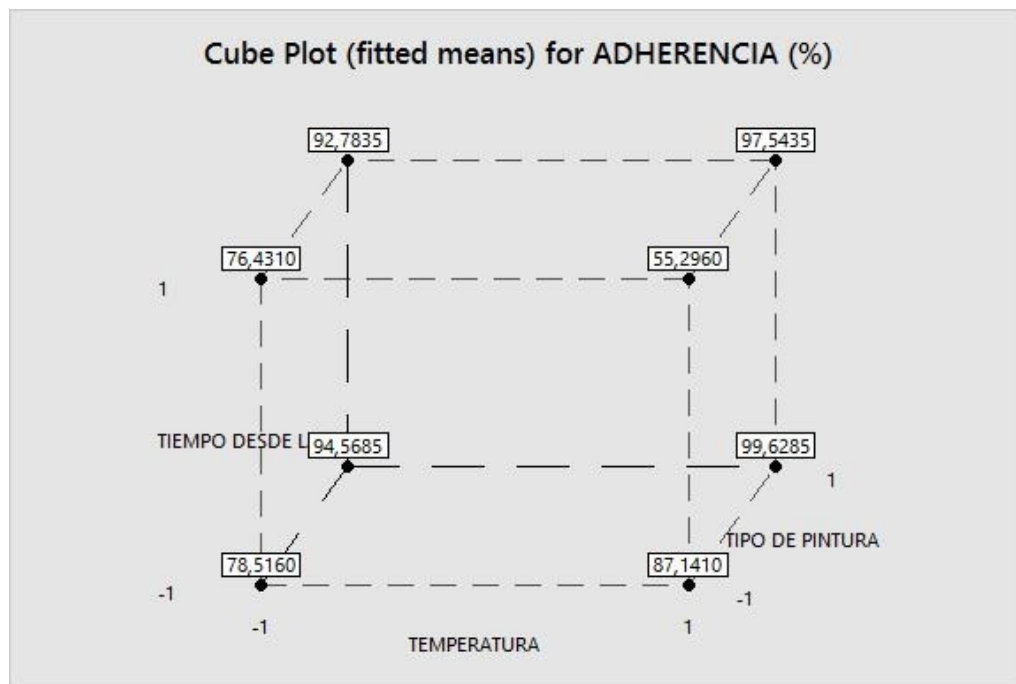 Cube Plot (fitted means) for ADHERENCIA (%)
92,7835 97,5435
76,4310 55,2960
1
TIEMPO DESDE L 94,5685 99,6285
1
TIPO DE PINTURA
78,5160 87,1410
-1 -1
-1 1
TEMPERATURA